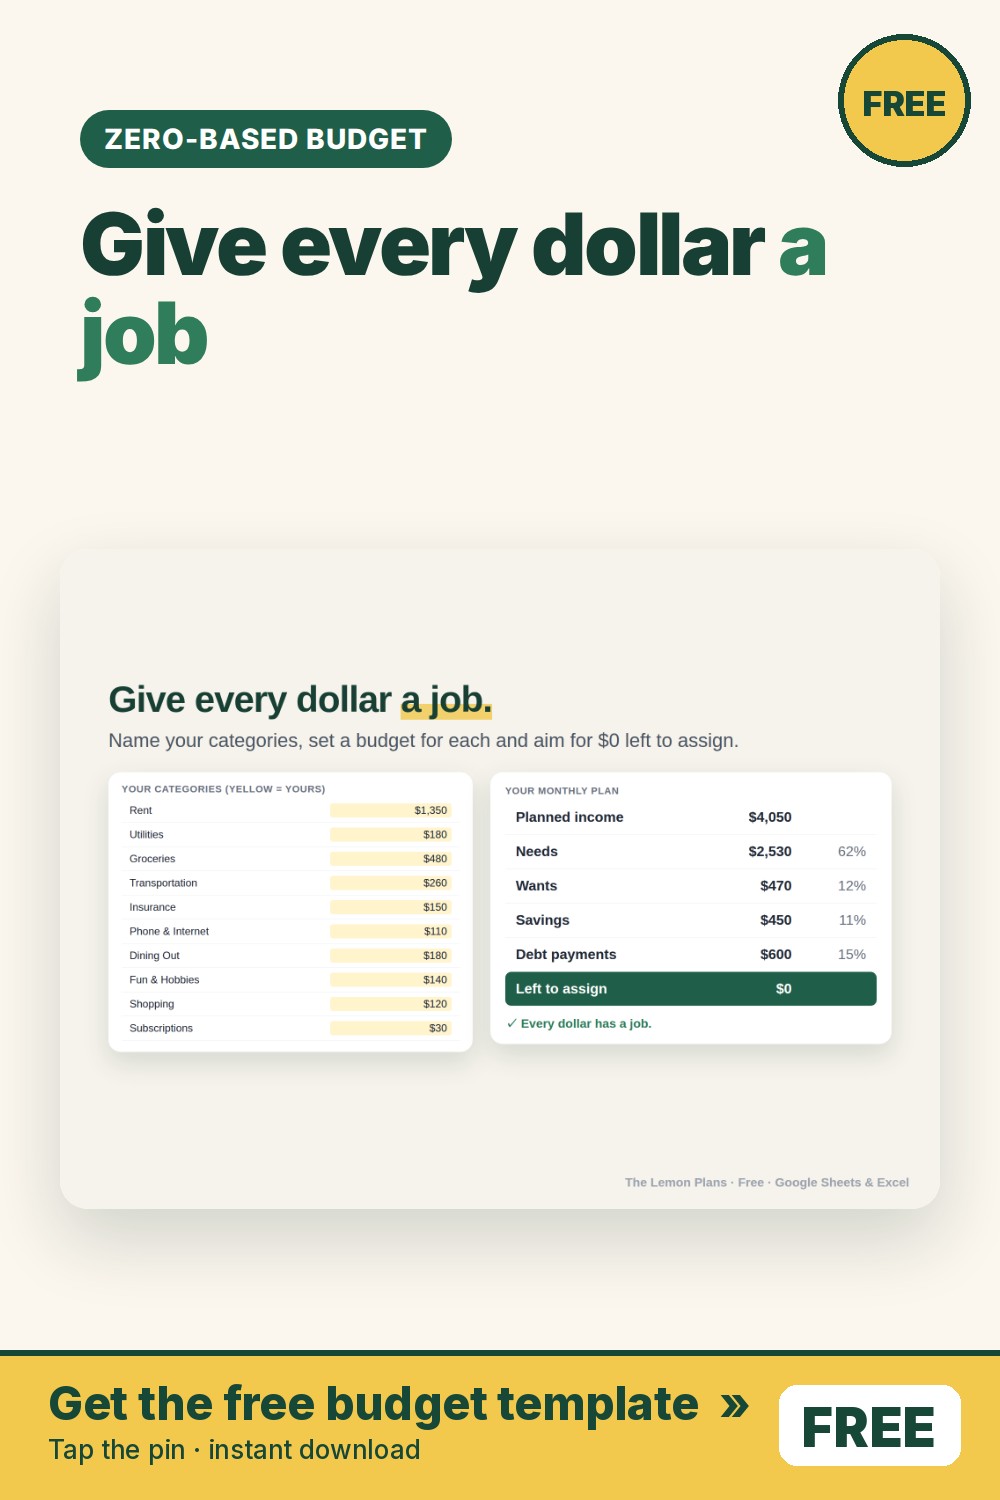 FREE
ZERO-BASED BUDGET
Give every dollar a
job
Give every dollar a job.
Name your categories, set a budget for each and aim for $0 left to assign.
YOUR CATEGORIES (YELLOW = YOURS)
Rent $1,350
Utilities $180
Groceries $480
Transportation $260
Insurance $150
Phone & Internet $110
Dining Out $180
Fun & Hobbies $140
Shopping $120
Subscriptions $30
YOUR MONTHLY PLAN
Planned income $4,050
Needs $2,530 62%
Wants $470 12%
Savings $450 11%
Debt payments $600 15%
Left to assign $0
✓ Every dollar has a job.
The Lemon Plans · Free · Google Sheets & Excel
Get the free budget template »
Tap the pin · instant download
FREE